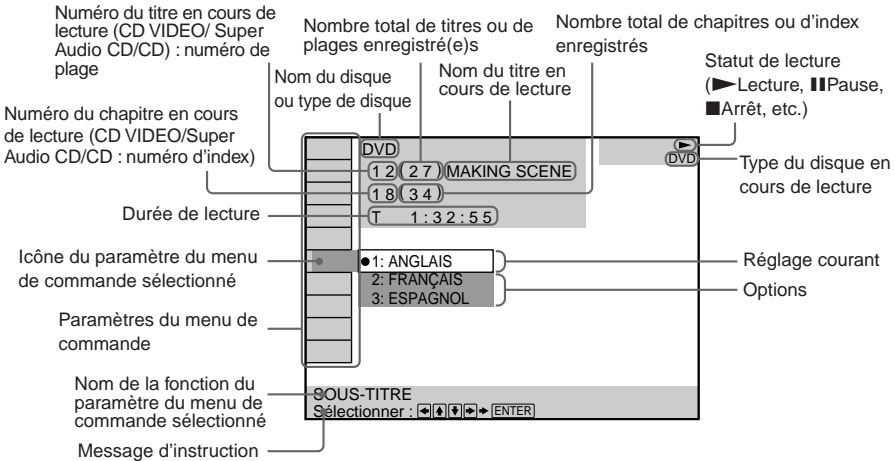 Numéro du titre en cours de
lecture (CD VIDEO/ Super
Audio CD/CD) : numéro de
plage
Nombre total de titres ou de
plages enregistré(e)s
Nombre total de chapitres ou d'index
enregistrés
Nom du disque
ou type de disque
Nom du titre en
cours de lecture
Statut de lecture
(►Lecture, ❚❚Pause,
■Arrêt, etc.)
Numéro du chapitre en cours
de lecture (CD VIDEO/Super
Audio CD/CD : numéro d'index)
Type du disque en
cours de lecture
Durée de lecture
Icône du paramètre du menu
de commande sélectionné
Paramètres du menu de
commande
Nom de la fonction du
paramètre du menu de
commande sélectionné
Message d'instruction
Réglage courant
Options
DVD
12(27) MAKING SCENE
18(34)
T 1:32:55
►
DVD
●1: ANGLAIS
2: FRANÇAIS
3: ESPAGNOL
SOUS-TITRE
Sélectionner : ←↑↓→ → ENTER